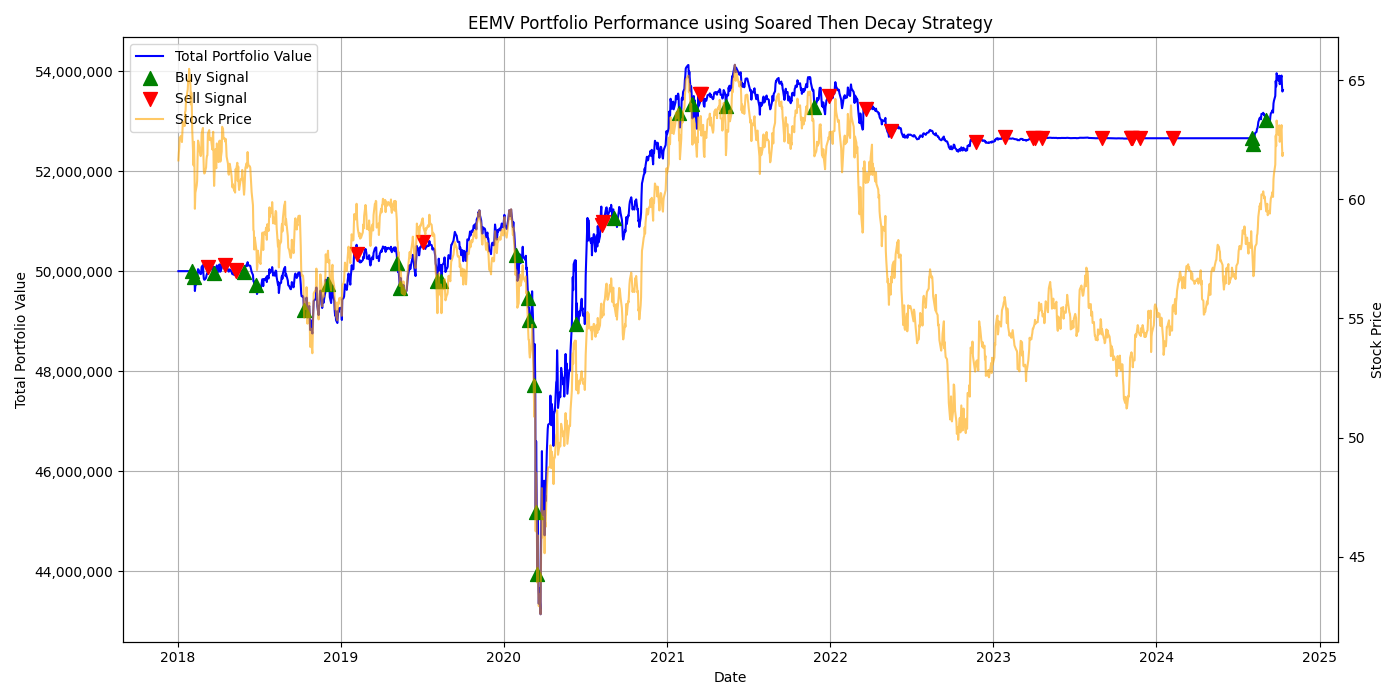 EEMV Portfolio Performance using Soared Then Decay Strategy
Total Portfolio Value
Buy Signal
Sell Signal
Stock Price
54,000,000
52,000,000
50,000,000
48,000,000
46,000,000
44,000,000
Total Portfolio Value
65
60
55
50
45
Stock Price
2018 2019 2020 2021 2022 2023 2024 2025
Date